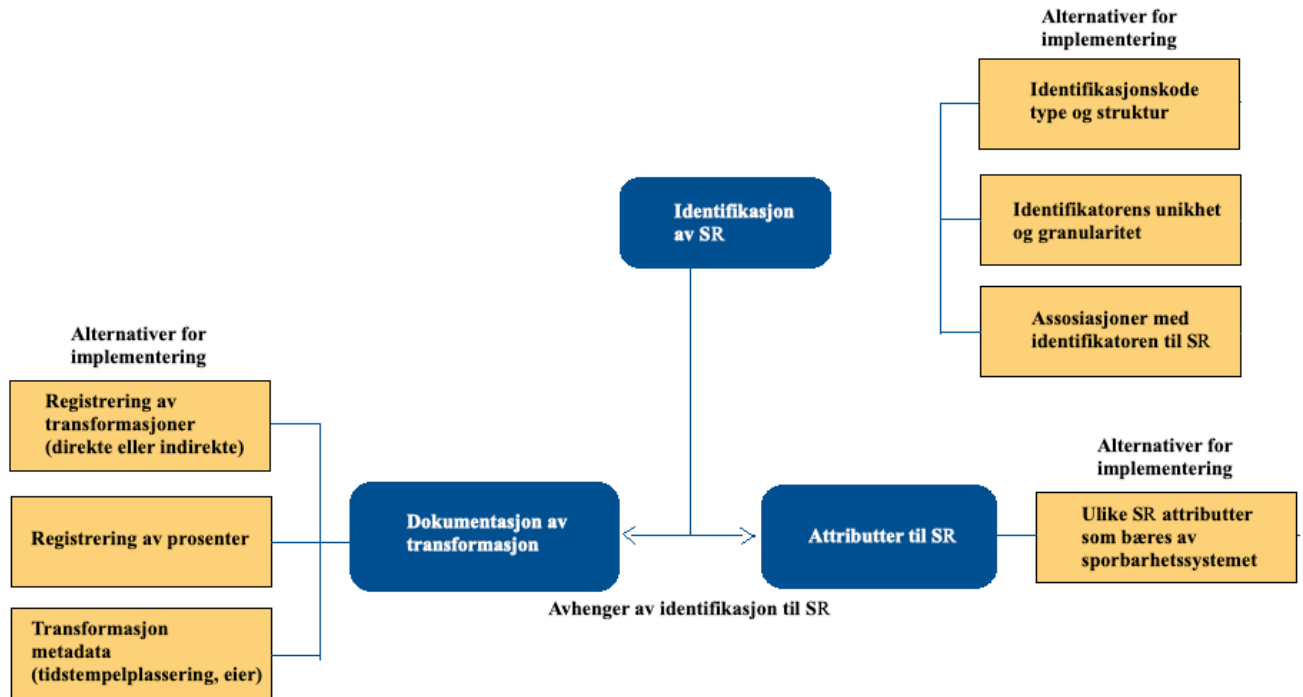 Alternativer for
implementering
Identifikasjonskode
type og struktur
Identifikatorens unikhet
og granularitet
Assosiasjoner med
identifikatoren til SR
Identifikasjon
av SR
Alternativer for
implementering
Registrering av
transformasjoner
(direkte eller indirekte)
Registrering av prosenter
Transformasjon
metadata
(tidstempelplassering, eier)
Dokumentasjon av
transformasjon
Attributter til SR
Avhenger av identifikasjon til SR
Alternativer for
implementering
Ulike SR attributter
som bæres av
sporbarhetssystemet